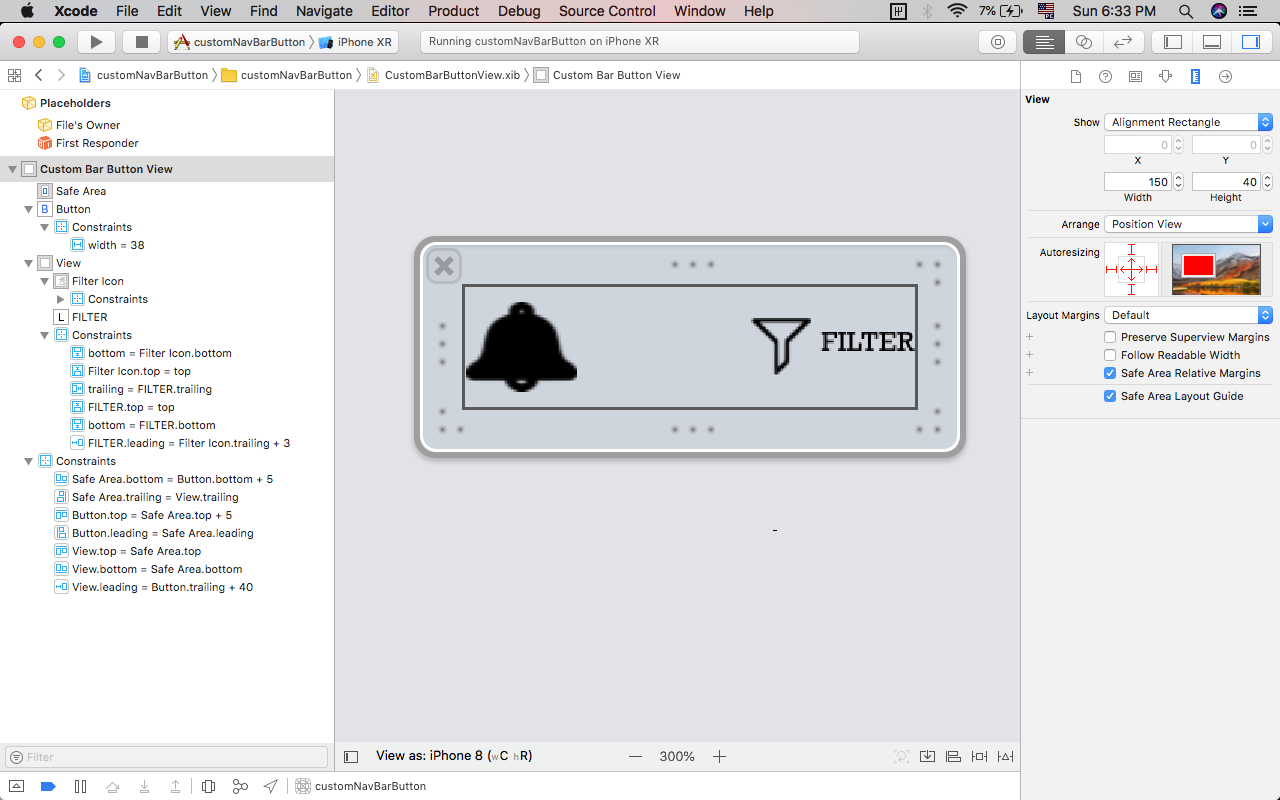 Xcode File Edit View Find Navigate Editor Product Debug Source Control Window Help 7% Sun 6:33 PM
customNavBarButton iPhone XR Running customNavBarButton on iPhone XR
customNavBarButton customNavBarButton CustomBarButtonView.xib Custom Bar Button View
Placeholders
File's Owner
First Responder
Custom Bar Button View
Safe Area
B Button
Constraints
width = 38
View
Filter Icon
Constraints
L FILTER
Constraints
bottom = Filter Icon.bottom
Filter Icon.top = top
trailing = FILTER.trailing
FILTER.top = top
bottom = FILTER.bottom
FILTER.leading = Filter Icon.trailing + 3
Constraints
Safe Area.bottom = Button.bottom + 5
Safe Area.trailing = View.trailing
Button.top = Safe Area.top + 5
Button.leading = Safe Area.leading
View.top = Safe Area.top
View.bottom = Safe Area.bottom
View.leading = Button.trailing + 40
Filter
FILTER
-
View as: iPhone 8 (wC hR) — 300% +
View
Show Alignment Rectangle
0 0
X Y
150 40
Width Height
Arrange Position View
Autoresizing
Layout Margins Default
+ Preserve Superview Margins
+ Follow Readable Width
+ Safe Area Relative Margins
Safe Area Layout Guide
customNavBarButton